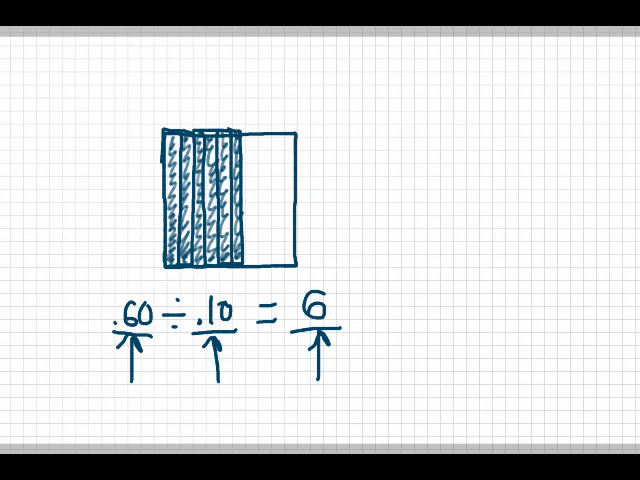 .60 ÷ .10 = 6